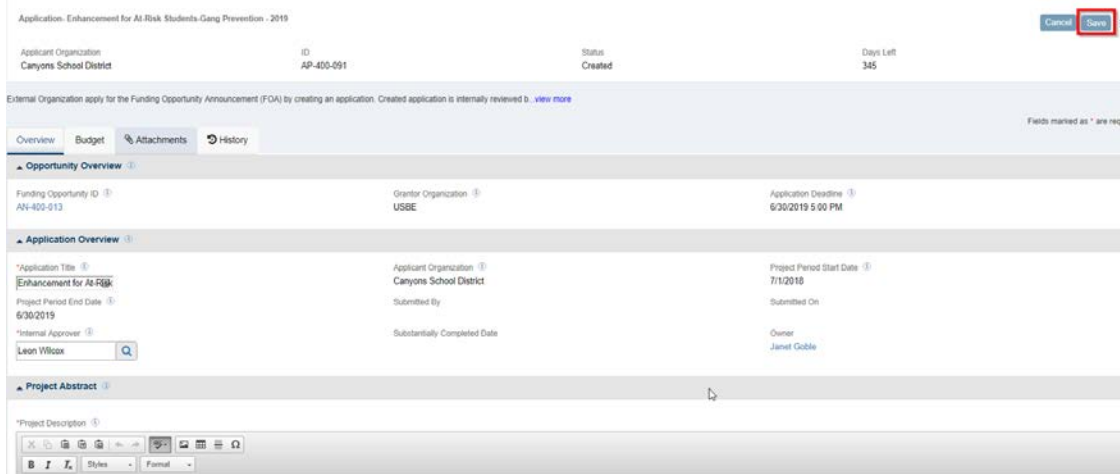 Application- Enhancement for At-Risk Students-Gang Prevention - 2019
Cancel Save
Applicant Organization ID Status Days Left
Canyons School District AP-400-091 Created 345
External Organization apply for the Funding Opportunity Announcement (FOA) by creating an application. Created application is internally reviewed b...view more
Fields marked as * are req
Overview Budget Attachments History
Opportunity Overview
Funding Opportunity ID Grantor Organization Application Deadline
AN-400-013 USBE 6/30/2019 5:00 PM
Application Overview
*Application Title Applicant Organization Project Period Start Date
Enhancement for At-Risk Canyons School District 7/1/2018
Project Period End Date Submitted By Submitted On
6/30/2019
*Internal Approver Substantially Completed Date Owner
Leon Wilcox Janet Goble
Project Abstract
*Project Description
Ω
B I Tx Styles Format